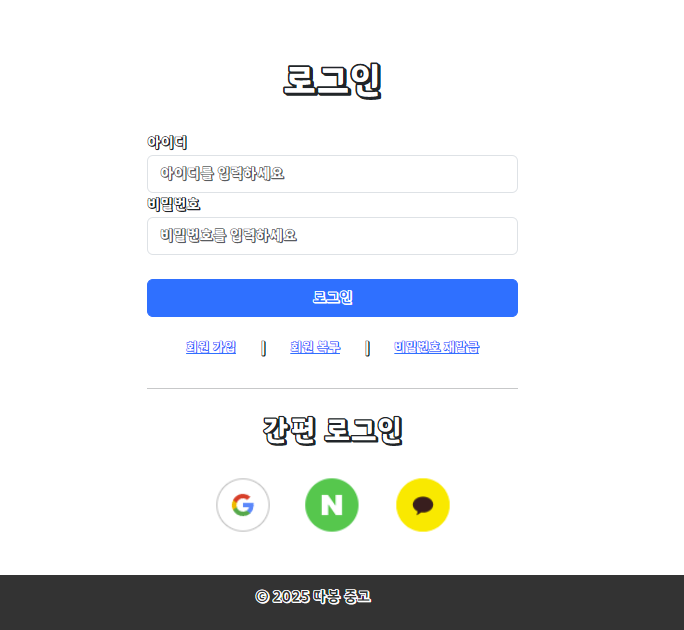 로그인
아이디
아이디를 입력하세요
비밀번호
비밀번호를 입력하세요
로그인
회원 가입 | 회원 복구 | 비밀번호 재발급
간편 로그인
G N
© 2025 따봉 중고